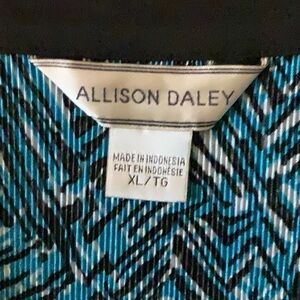 ALLISON DALEY
MADE IN INDONESIA
FAIT EN INDONÉSIE
XL/TG